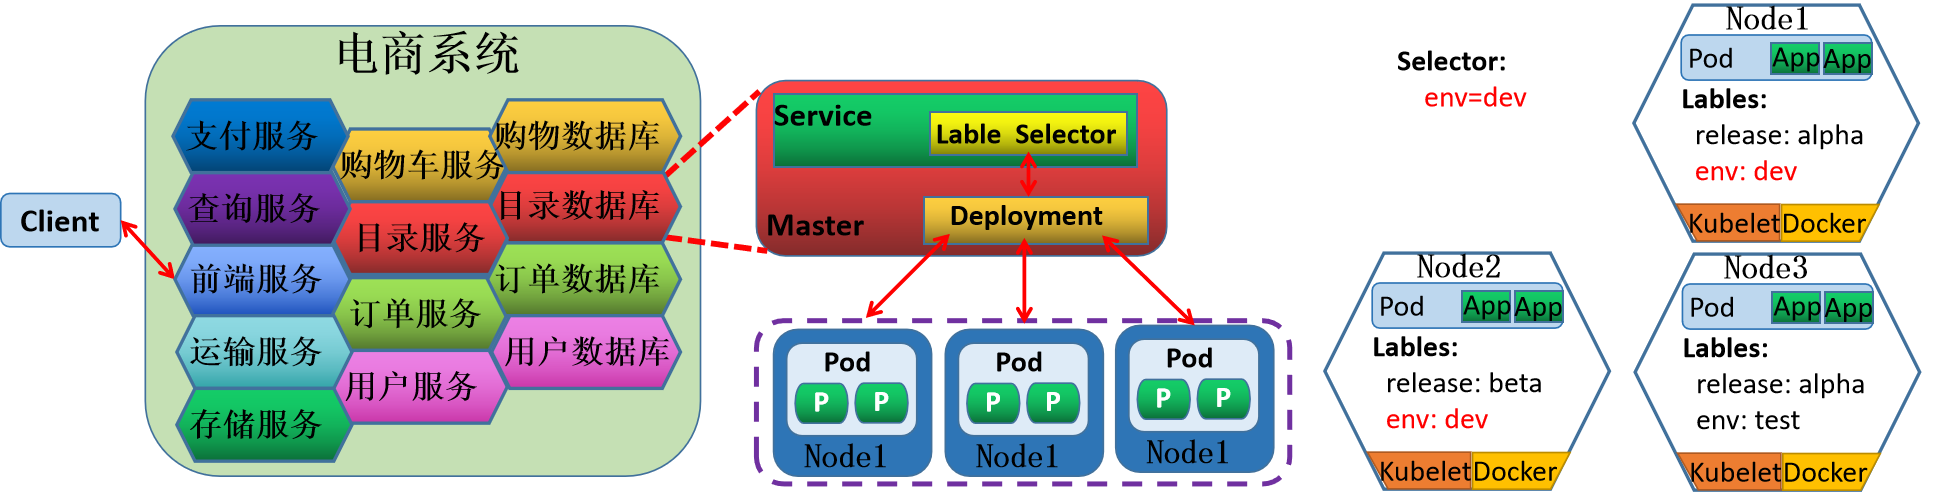 电商系统
Client
支付服务
查询服务
前端服务
运输服务
存储服务
购物车服务
目录服务
订单服务
用户服务
购物数据库
目录数据库
订单数据库
用户数据库
Service
Lable Selector
Deployment
Master
Pod
P P
Node1
Pod
P P
Node1
Pod
P P
Node1
Selector:
env=dev
Node1
Pod App App
Lables:
release: alpha
env: dev
Kubelet Docker
Node2
Pod App App
Lables:
release: beta
env: dev
Kubelet Docker
Node3
Pod App App
Lables:
release: alpha
env: test
Kubelet Docker